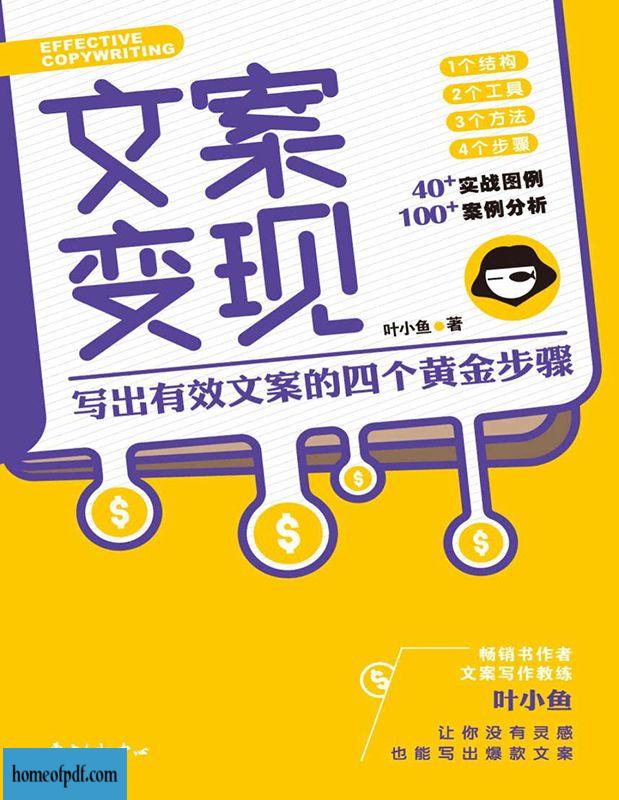 EFFECTIVE
COPYWRITING
文案
变现
1个结构
2个工具
3个方法
4个步骤
40+实战图例
100+案例分析
叶小鱼 著
写出有效文案的四个黄金步骤
$
$
$
$
$
畅销书作者
文案写作教练
叶小鱼
让你没有灵感
也能写出爆款文案
homeofpdf.com